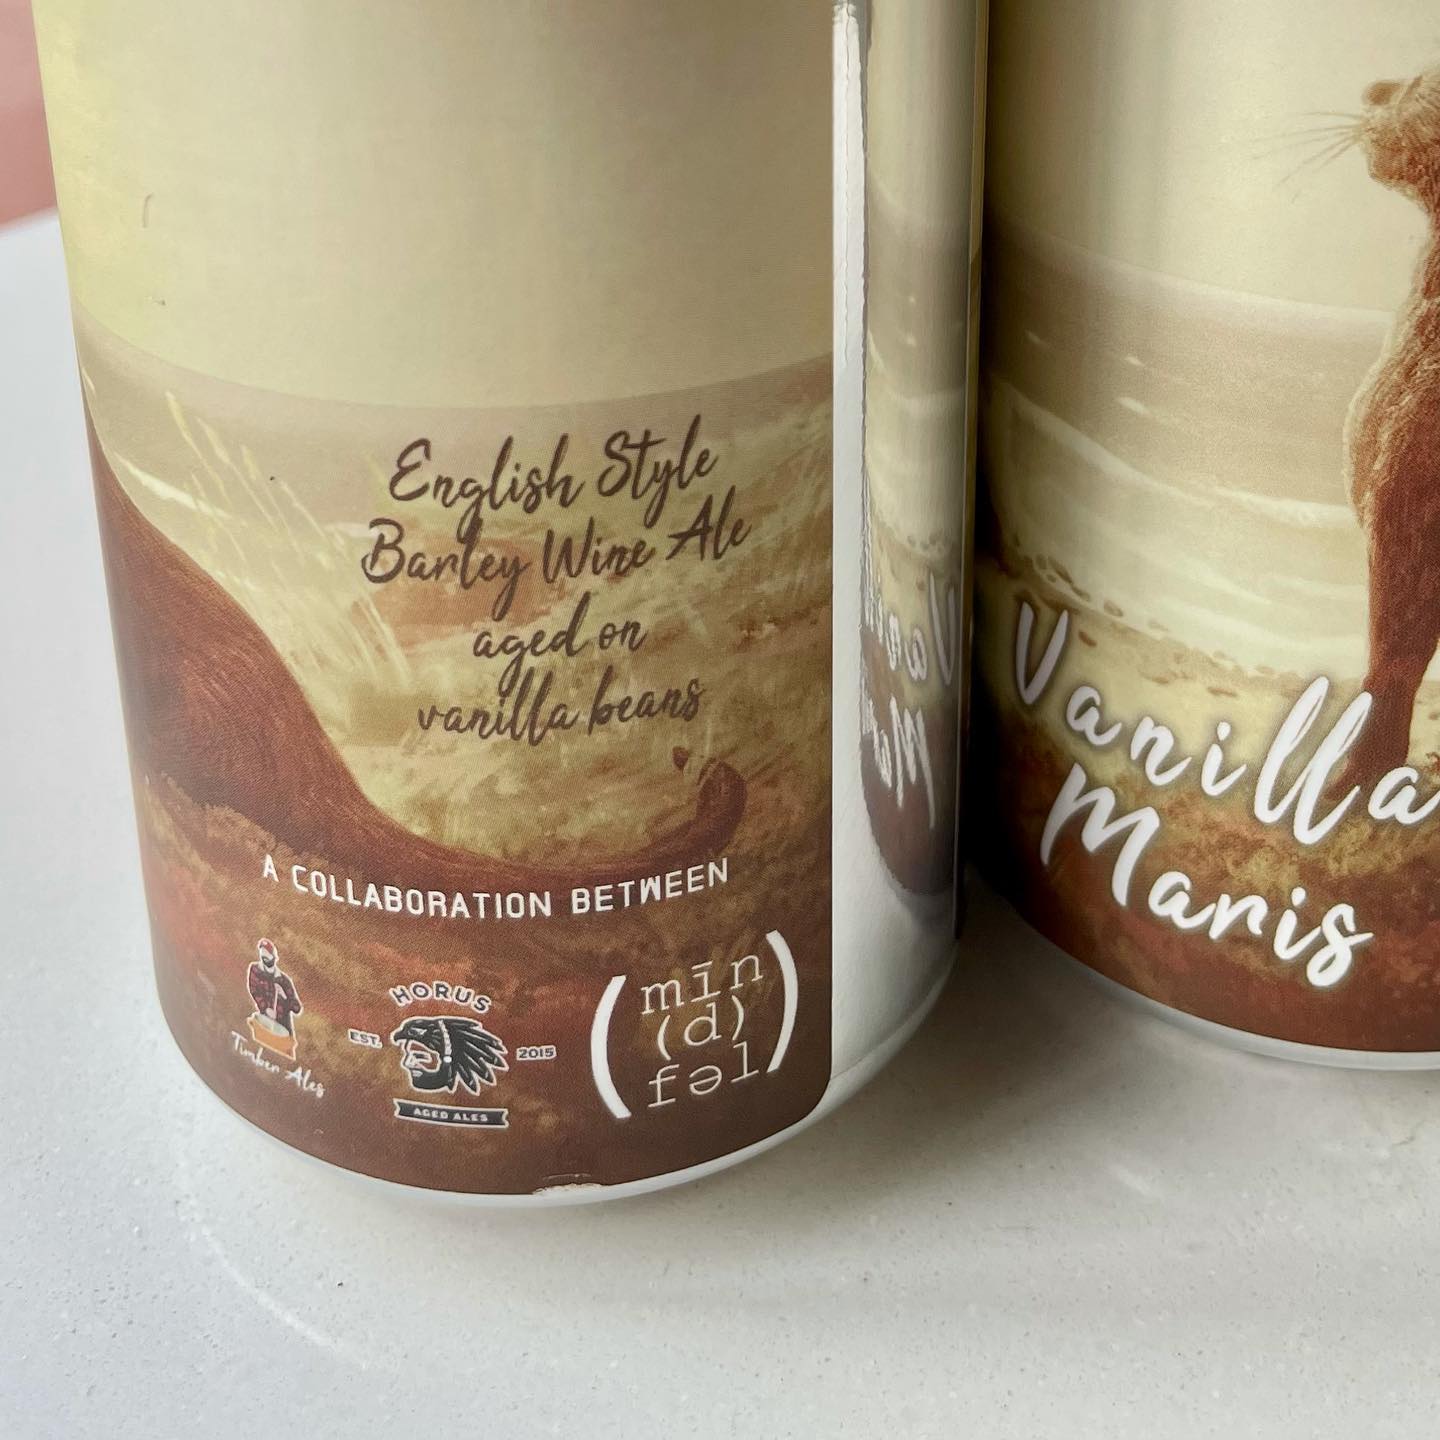 English Style
Barley Wine Ale
aged on
vanilla beans
A COLLABORATION BETWEEN
Timber Ales
HORUS
EST. 2015
AGED ALES
(mīn
(d)
fəl)
Vanilla
Maris